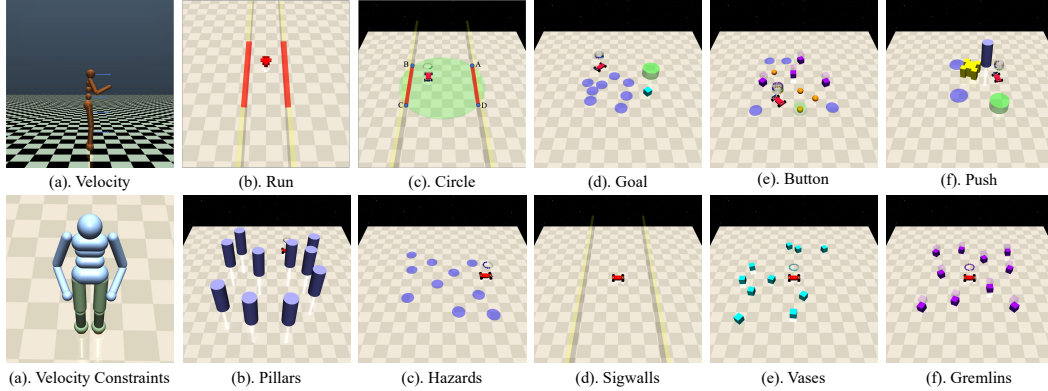 B
A
C
D
(a). Velocity
(b). Run
(c). Circle
(d). Goal
(e). Button
(f). Push
(a). Velocity Constraints
(b). Pillars
(c). Hazards
(d). Sigwalls
(e). Vases
(f). Gremlins